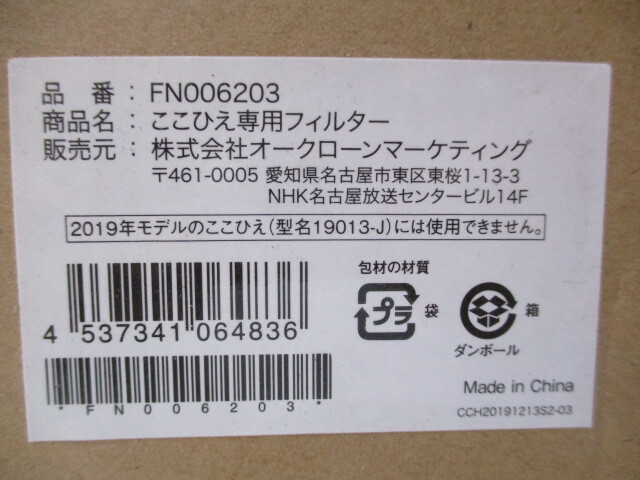 品　番：FN006203
商品名：ここひえ専用フィルター
販売元：株式会社オークローンマーケティング
〒461-0005 愛知県名古屋市東区東桜1-13-3
NHK名古屋放送センタービル14F
2019年モデルのここひえ(型名19013-J)には使用できません。
包材の材質
プラ 袋
箱
ダンボール
4 537341 064836
*FN006203*
Made in China
CCH20191213S2-03